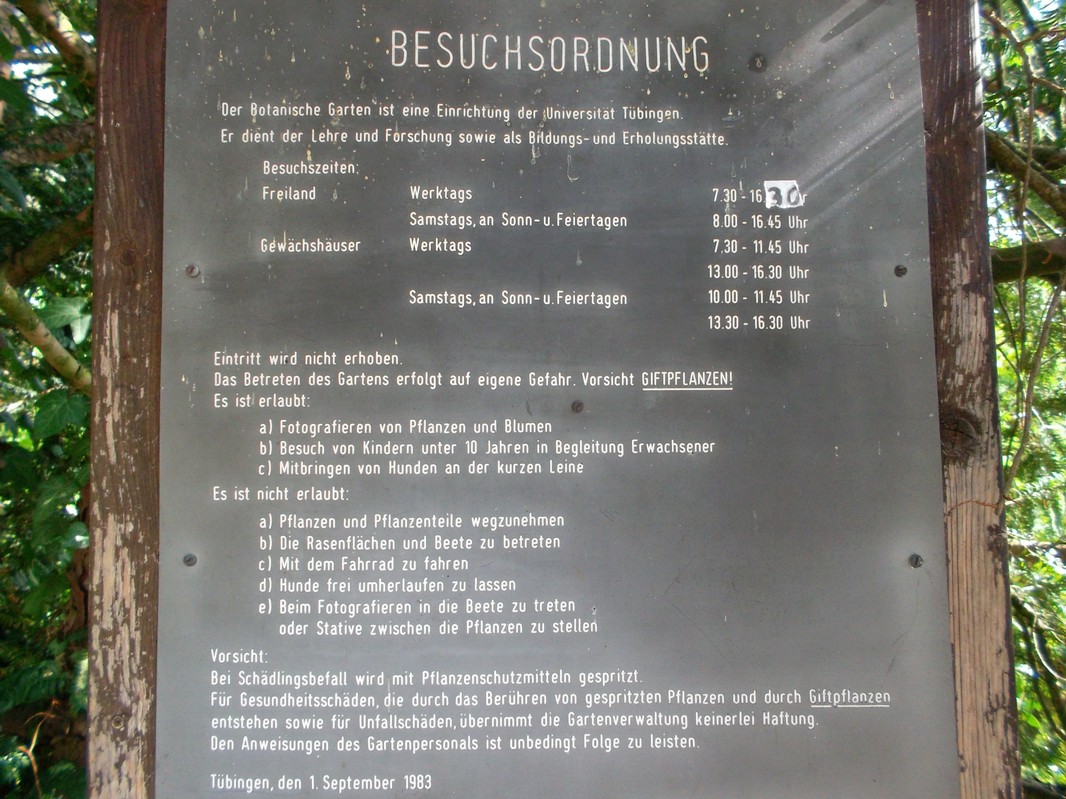 BESUCHSORDNUNG
Der Botanische Garten ist eine Einrichtung der Universität Tübingen.
Er dient der Lehre und Forschung sowie als Bildungs- und Erholungsstätte.
Besuchszeiten:
Freiland Werktags 7.30 - 16.30 Uhr
Samstags, an Sonn- u. Feiertagen 8.00 - 16.45 Uhr
Gewächshäuser Werktags 7.30 - 11.45 Uhr
13.00 - 16.30 Uhr
Samstags, an Sonn- u. Feiertagen 10.00 - 11.45 Uhr
13.30 - 16.30 Uhr
Eintritt wird nicht erhoben.
Das Betreten des Gartens erfolgt auf eigene Gefahr. Vorsicht GIFTPFLANZEN!
Es ist erlaubt:
a) Fotografieren von Pflanzen und Blumen
b) Besuch von Kindern unter 10 Jahren in Begleitung Erwachsener
c) Mitbringen von Hunden an der kurzen Leine
Es ist nicht erlaubt:
a) Pflanzen und Pflanzenteile wegzunehmen
b) Die Rasenflächen und Beete zu betreten
c) Mit dem Fahrrad zu fahren
d) Hunde frei umherlaufen zu lassen
e) Beim Fotografieren in die Beete zu treten
oder Stative zwischen die Pflanzen zu stellen
Vorsicht:
Bei Schädlingsbefall wird mit Pflanzenschutzmitteln gespritzt.
Für Gesundheitsschäden, die durch das Berühren von gespritzten Pflanzen und durch Giftpflanzen
entstehen sowie für Unfallschäden, übernimmt die Gartenverwaltung keinerlei Haftung.
Den Anweisungen des Gartenpersonals ist unbedingt Folge zu leisten.
Tübingen, den 1. September 1983